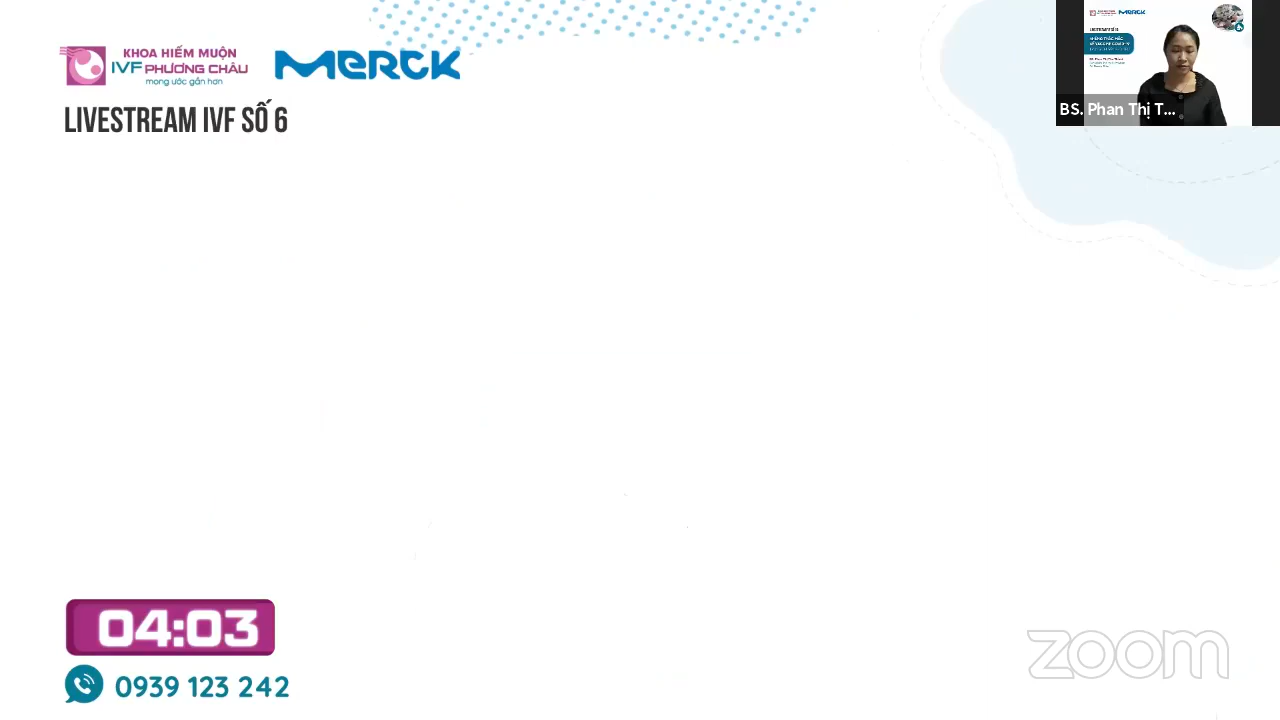 KHOA HIẾM MUỘN
IVF PHƯƠNG CHÂU
mong ước gần hơn
MERCK
LIVESTREAM IVF SỐ 6
MERCK
BS. Phan Thị T...
04:03
0939 123 242
zoom